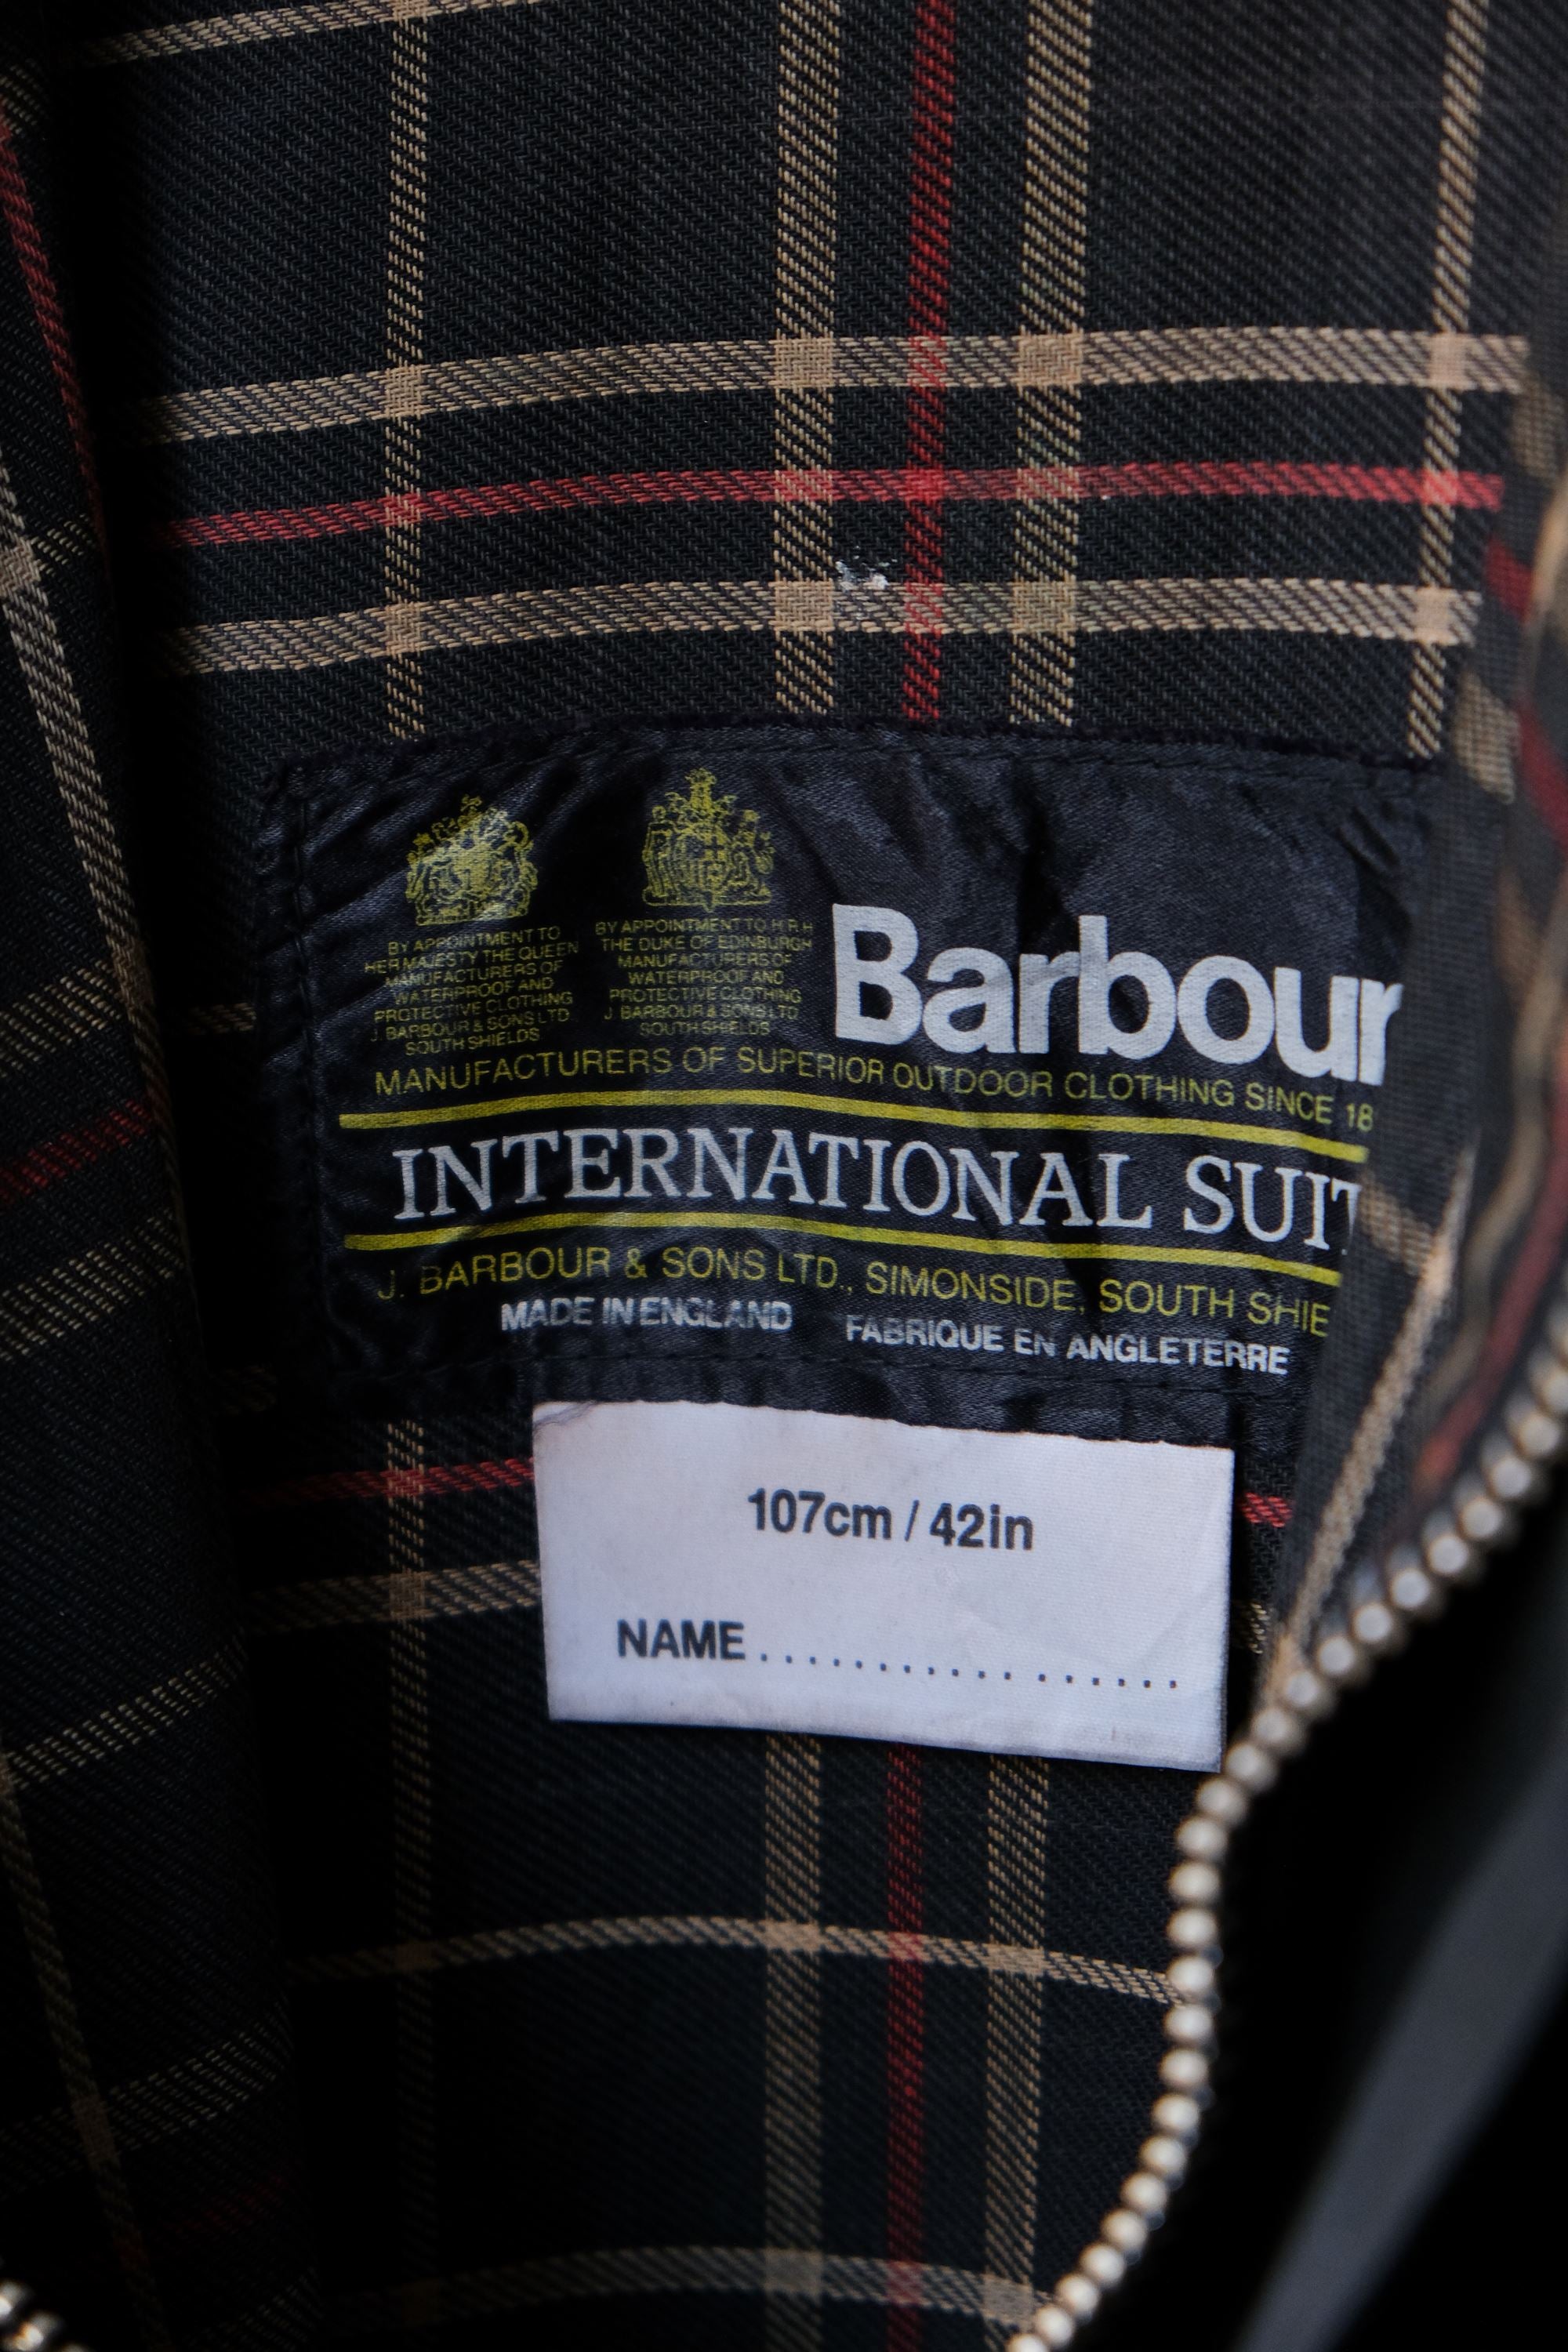 BY APPOINTMENT TO
HER MAJESTY THE QUEEN
MANUFACTURERS OF
WATERPROOF AND
PROTECTIVE CLOTHING
J. BARBOUR & SONS LTD.
SOUTH SHIELDS
BY APPOINTMENT TO H.R.H
THE DUKE OF EDINBURGH
MANUFACTURERS OF
WATERPROOF AND
PROTECTIVE CLOTHING
J BARBOUR & SONS LTD
SOUTH SHIELDS
Barbour
MANUFACTURERS OF SUPERIOR OUTDOOR CLOTHING SINCE 18
INTERNATIONAL SUIT
J. BARBOUR & SONS LTD., SIMONSIDE, SOUTH SHIE
MADE IN ENGLAND FABRIQUE EN ANGLETERRE
107cm / 42in
NAME..................